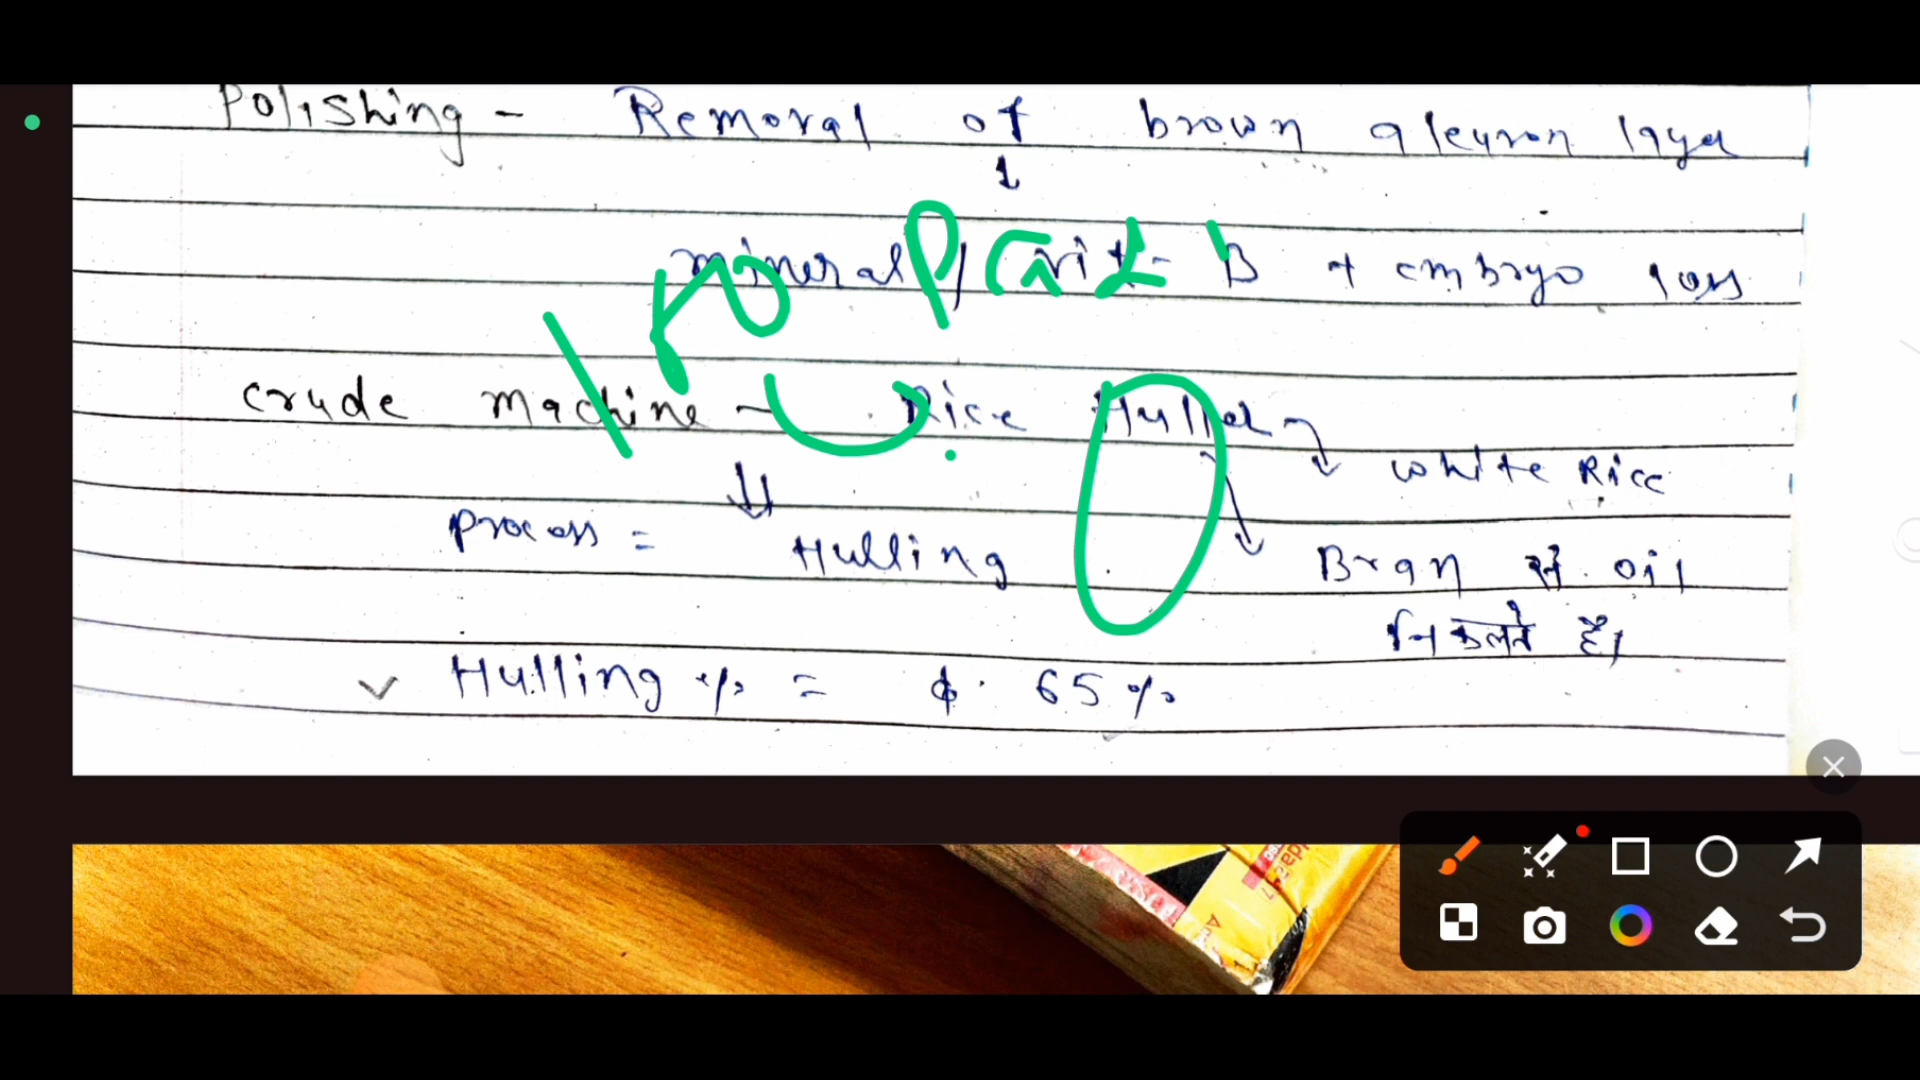 Polishing - Removal of brown aleuron layer
mineral / vit- B + embryo loss
crude machine - Rice Huller
White Rice
process = Hulling
Bran से oil
निकलते है।
Hulling % = 65 %